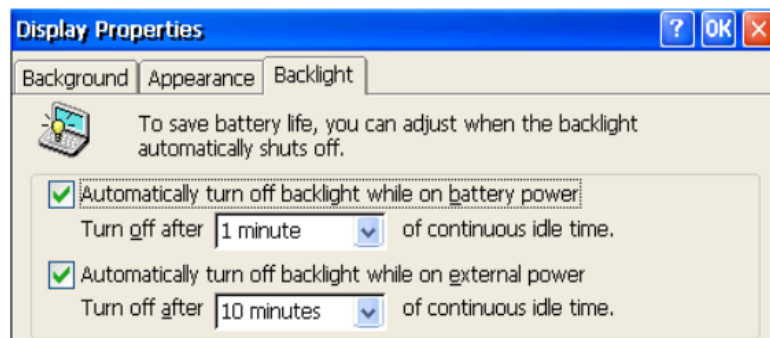 Display Properties ? OK ×
Background Appearance Backlight
To save battery life, you can adjust when the backlight
automatically shuts off.
Automatically turn off backlight while on battery power
Turn off after 1 minute of continuous idle time.
Automatically turn off backlight while on external power
Turn off after 10 minutes of continuous idle time.